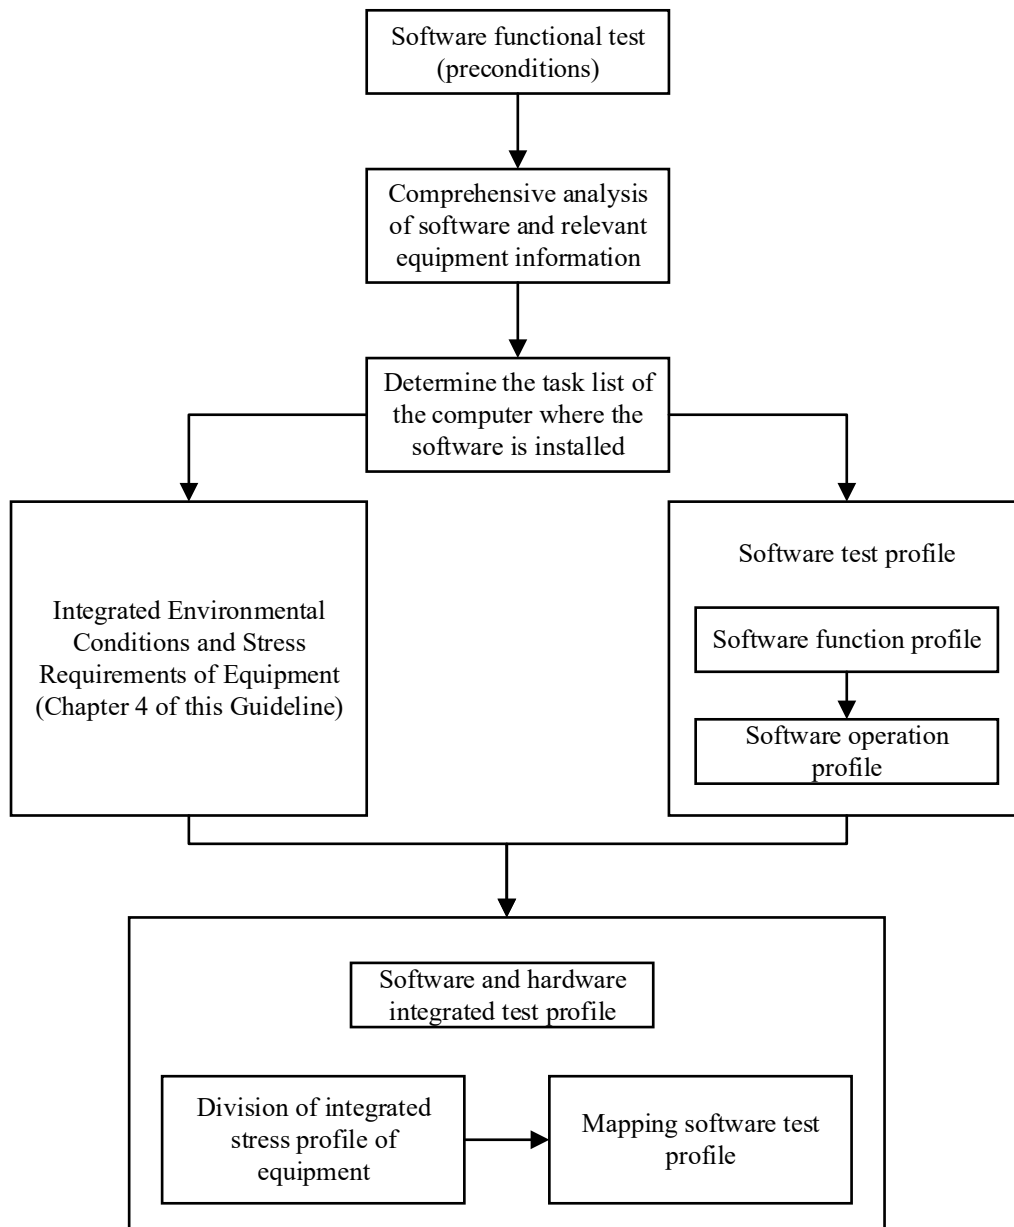 Software functional test
(preconditions)
Comprehensive analysis
of software and relevant
equipment information
Determine the task list of
the computer where the
software is installed
Integrated Environmental
Conditions and Stress
Requirements of Equipment
(Chapter 4 of this Guideline)
Software test profile
Software function profile
Software operation
profile
Software and hardware
integrated test profile
Division of integrated
stress profile of
equipment
Mapping software test
profile